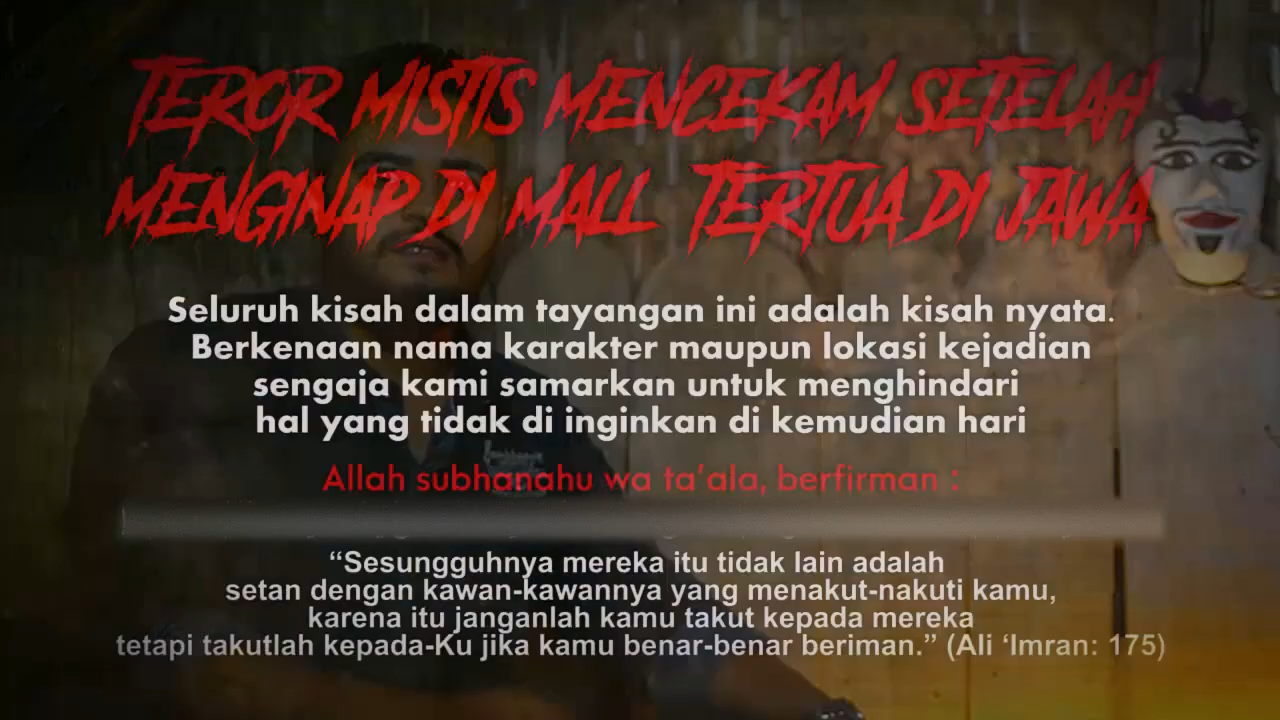 TEROR MISTIS MENCEKAM SETELAH
MENGINAP DI MALL TERTUA DI JAWA
Seluruh kisah dalam tayangan ini adalah kisah nyata.
Berkenaan nama karakter maupun lokasi kejadian
sengaja kami samarkan untuk menghindari
hal yang tidak di inginkan di kemudian hari
Allah subhanahu wa ta'ala, berfirman :
“Sesungguhnya mereka itu tidak lain adalah
setan dengan kawan-kawannya yang menakut-nakuti kamu,
karena itu janganlah kamu takut kepada mereka
tetapi takutlah kepada-Ku jika kamu benar-benar beriman.” (Ali ‘Imran: 175)